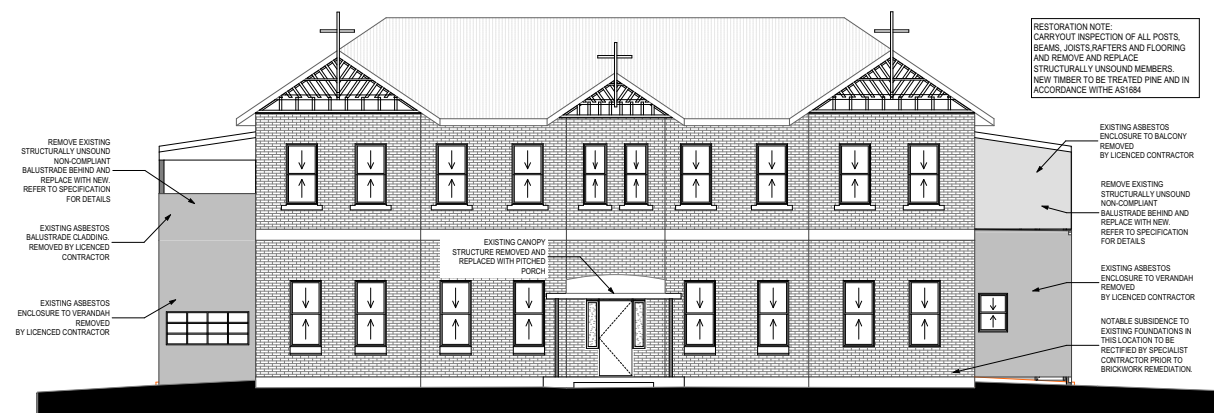 RESTORATION NOTE:
CARRYOUT INSPECTION OF ALL POSTS,
BEAMS, JOISTS,RAFTERS AND FLOORING
AND REMOVE AND REPLACE
STRUCTURALLY UNSOUND MEMBERS.
NEW TIMBER TO BE TREATED PINE AND IN
ACCORDANCE WITHE AS1684
REMOVE EXISTING
STRUCTURALLY UNSOUND
NON-COMPLIANT
BALUSTRADE BEHIND AND
REPLACE WITH NEW.
REFER TO SPECIFICATION
FOR DETAILS
EXISTING ASBESTOS
BALUSTRADE CLADDING.
REMOVED BY LICENCED
CONTRACTOR
EXISTING ASBESTOS
ENCLOSURE TO VERANDAH
REMOVED
BY LICENCED CONTRACTOR
EXISTING CANOPY
STRUCTURE REMOVED AND
REPLACED WITH PITCHED
PORCH
EXISTING ASBESTOS
ENCLOSURE TO BALCONY
REMOVED
BY LICENCED CONTRACTOR
REMOVE EXISTING
STRUCTURALLY UNSOUND
NON-COMPLIANT
BALUSTRADE BEHIND AND
REPLACE WITH NEW.
REFER TO SPECIFICATION
FOR DETAILS
EXISTING ASBESTOS
ENCLOSURE TO VERANDAH
REMOVED
BY LICENCED CONTRACTOR
NOTABLE SUBSIDENCE TO
EXISTING FOUNDATIONS IN
THIS LOCATION TO BE
RECTIFIED BY SPECIALIST
CONTRACTOR PRIOR TO
BRICKWORK REMEDIATION.